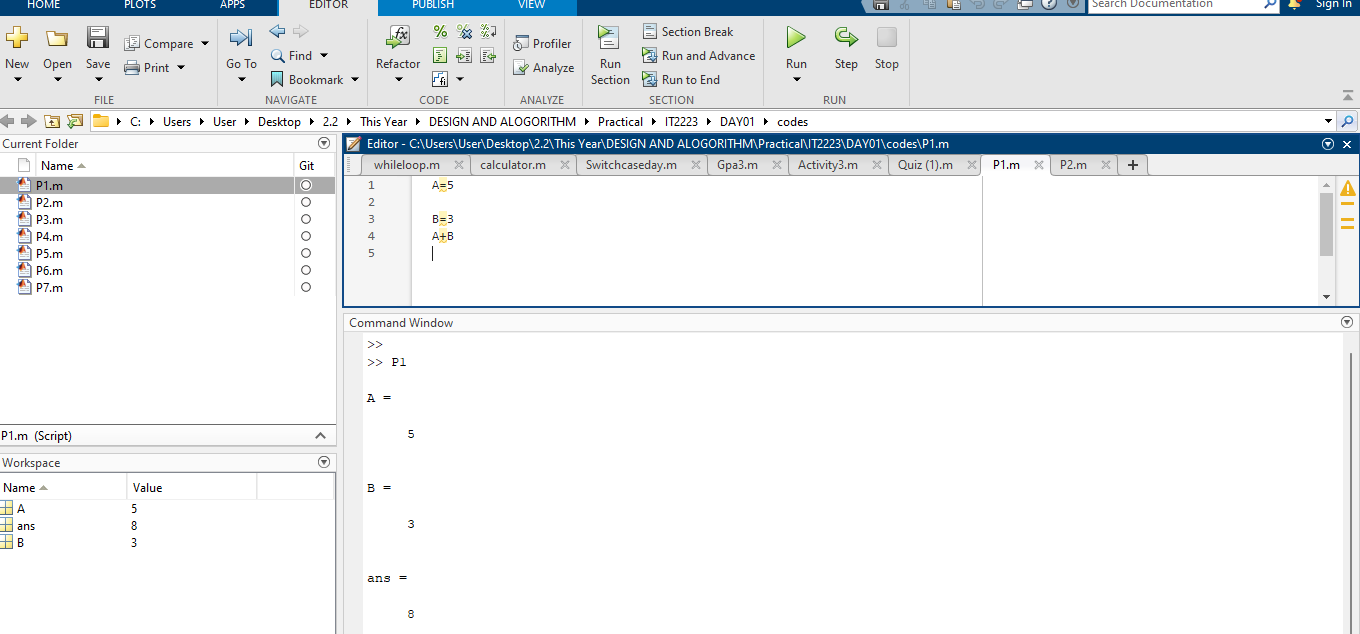 HOME PLOTS APPS EDITOR PUBLISH VIEW Search Documentation Sign In
New Open Save Compare Print
Go To Find Bookmark
Refactor
Profiler Analyze
Run Section Section Break Run and Advance Run to End
Run Step Stop
FILE NAVIGATE CODE ANALYZE SECTION RUN
C: Users User Desktop 2.2 This Year DESIGN AND ALOGORITHM Practical IT2223 DAY01 codes
Current Folder
Name Git
P1.m
P2.m
P3.m
P4.m
P5.m
P6.m
P7.m
P1.m (Script)
Workspace
Name Value
A 5
ans 8
B 3
Editor - C:\Users\User\Desktop\2.2\This Year\DESIGN AND ALOGORITHM\Practical\IT2223\DAY01\codes\P1.m
whileloop.m calculator.m Switchcaseday.m Gpa3.m Activity3.m Quiz (1).m P1.m P2.m +
1 A=5
2
3 B=3
4 A+B
5
Command Window
>>
>> P1
A =
5
B =
3
ans =
8